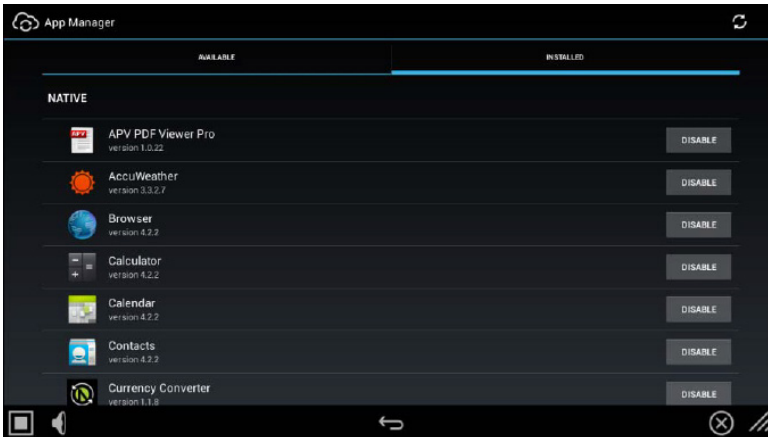 App Manager
AVAILABLE
INSTALLED
NATIVE
APV
APV PDF Viewer Pro
version 1.0.22
DISABLE
AccuWeather
version 3.3.2.7
DISABLE
Browser
version 4.2.2
DISABLE
Calculator
version 4.2.2
DISABLE
Calendar
version 4.2.2
DISABLE
Contacts
version 4.2.2
DISABLE
Currency Converter
version 1.1.8
DISABLE